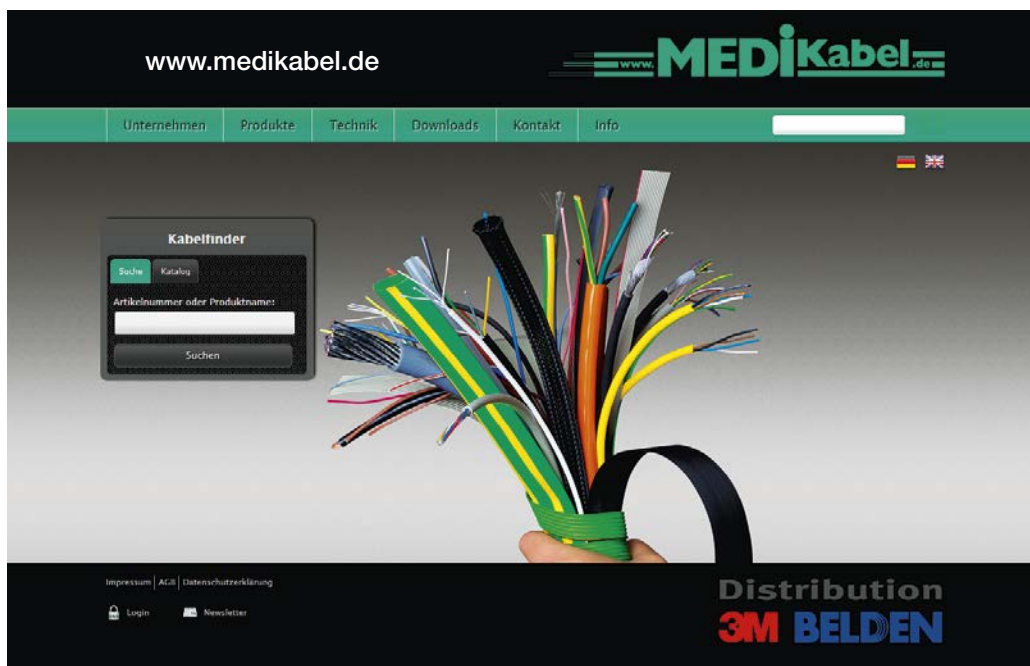 www.medikabel.de
www.MEDIKabel.de
Unternehmen Produkte Technik Downloads Kontakt Info
Kabelfinder
Suche Katalog
Artikelnummer oder Produktname:
Suchen
Impressum | AGB | Datenschutzerklärung
Login Newsletter
Distribution
3M BELDEN